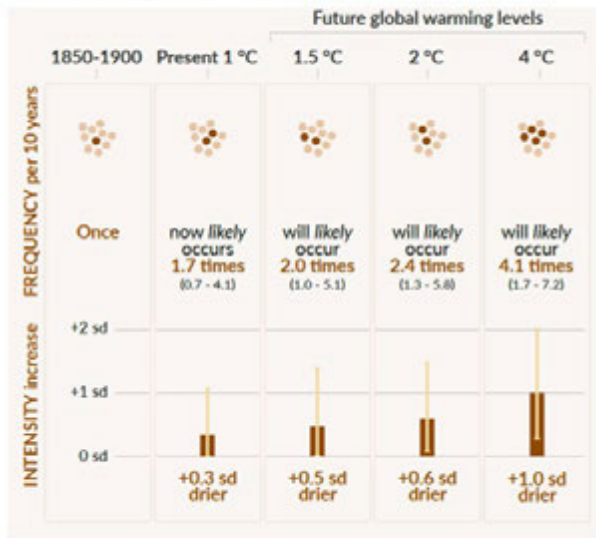 Future global warming levels
1850-1900 Present 1 °C 1.5 °C 2 °C 4 °C
FREQUENCY per 10 years
Once
now likely
occurs
1.7 times
(0.7 - 4.1)
will likely
occur
2.0 times
(1.0 - 5.1)
will likely
occur
2.4 times
(1.3 - 5.8)
will likely
occur
4.1 times
(1.7 - 7.2)
INTENSITY increase
+2 sd
+1 sd
0 sd
+0.3 sd
drier
+0.5 sd
drier
+0.6 sd
drier
+1.0 sd
drier